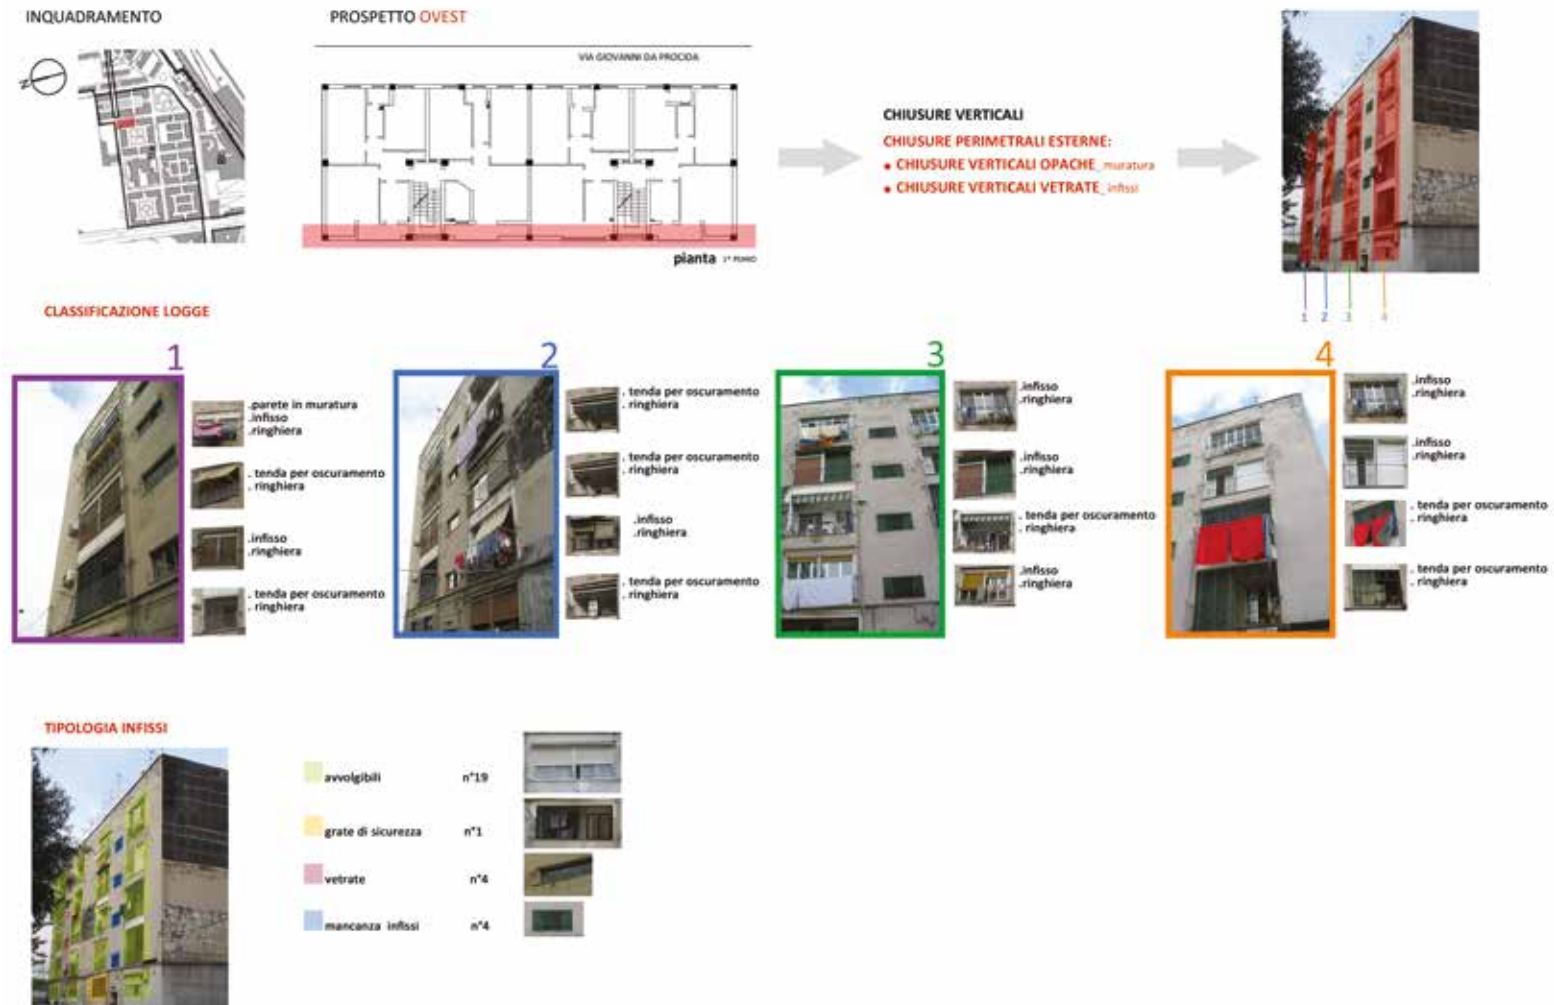 INQUADRAMENTO
PROSPETTO OVEST
N
VIA GIOVANNI DA PROCIDA
pianta 1° PIANO
CHIUSURE VERTICALI
CHIUSURE PERIMETRALI ESTERNE:
• CHIUSURE VERTICALI OPACHE_muratura
• CHIUSURE VERTICALI VETRATE_infissi
1 2 3 4
CLASSIFICAZIONE LOGGE
1
.parete in muratura
.infisso
.ringhiera
. tenda per oscuramento
. ringhiera
.infisso
.ringhiera
. tenda per oscuramento
. ringhiera
2
. tenda per oscuramento
. ringhiera
. tenda per oscuramento
. ringhiera
.infisso
.ringhiera
. tenda per oscuramento
. ringhiera
3
.infisso
.ringhiera
.infisso
.ringhiera
. tenda per oscuramento
. ringhiera
.infisso
.ringhiera
4
.infisso
.ringhiera
.infisso
.ringhiera
. tenda per oscuramento
. ringhiera
. tenda per oscuramento
. ringhiera
TIPOLOGIA INFISSI
avvolgibili n°19
grate di sicurezza n°1
vetrate n°4
mancanza infissi n°4